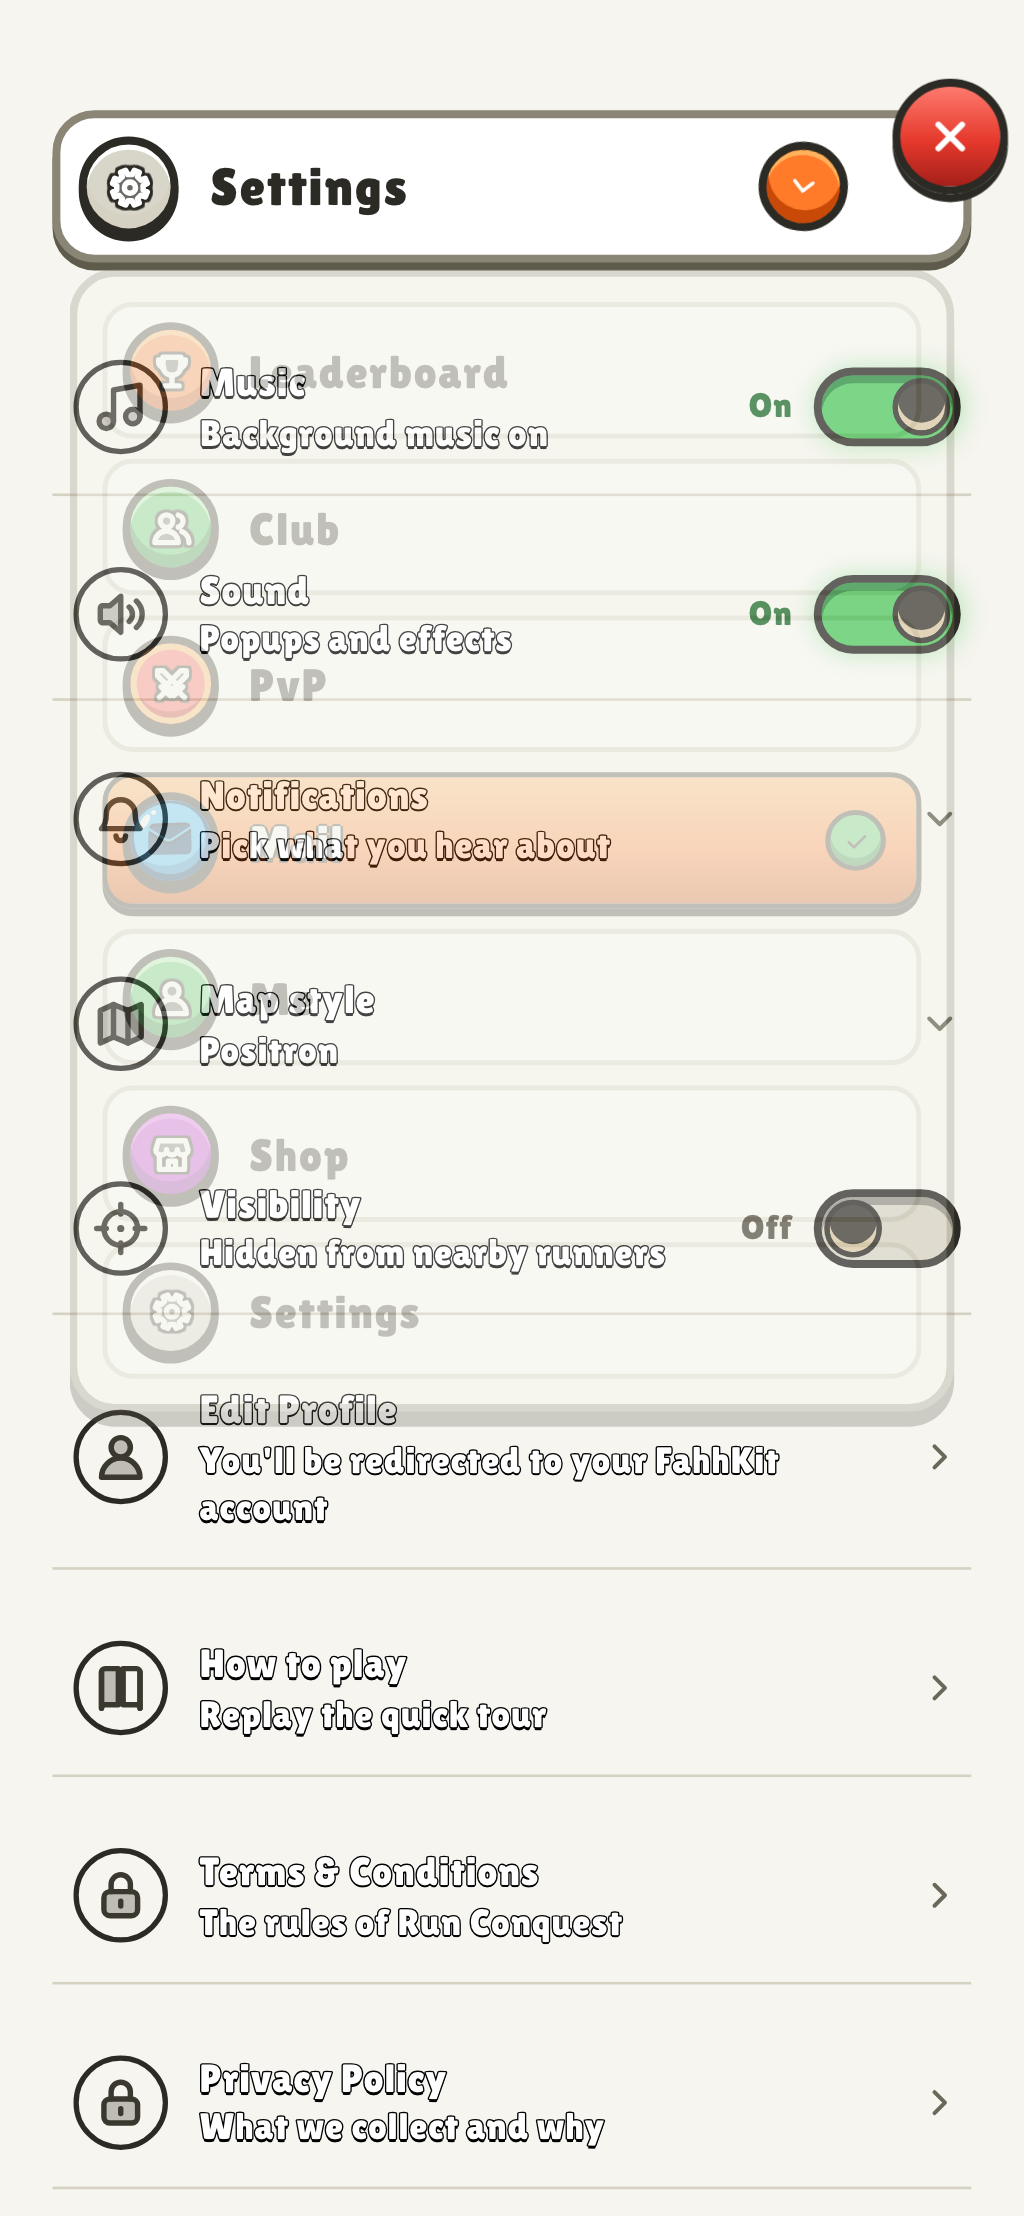 Settings
Leaderboard
Music
Background music on
On
Club
Sound
Popups and effects
On
PvP
Notifications
Mail
Pick what you hear about
Map style
Positron
Shop
Visibility
Hidden from nearby runners
Off
Settings
Edit Profile
You'll be redirected to your FahhKit
account
How to play
Replay the quick tour
Terms & Conditions
The rules of Run Conquest
Privacy Policy
What we collect and why